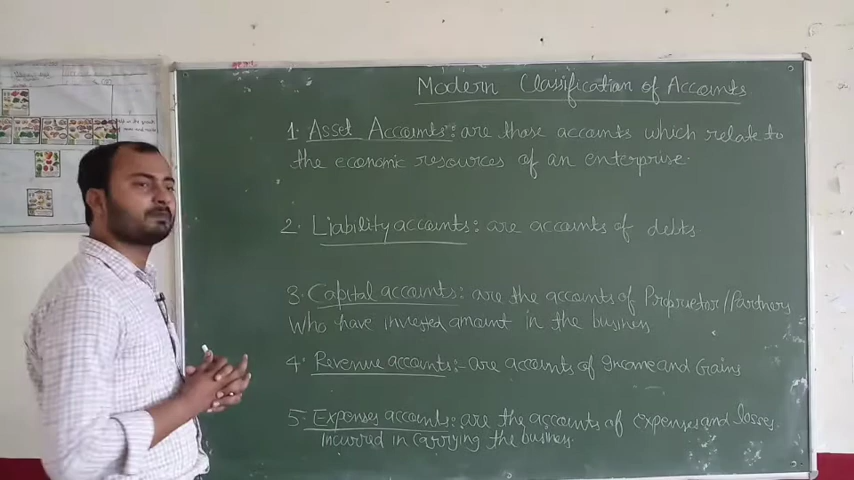 Modern Classification of Accounts
1. Asset Accounts: are those accounts which relate to
the economic resources of an enterprise.
2. Liability accounts: are accounts of debts
3. Capital accounts: are the accounts of Proprietor/Partners
Who have invested amount in the business
4. Revenue accounts:- are accounts of Income and Gains
5. Expenses accounts: are the accounts of expenses and losses
incurred in Carrying the business.